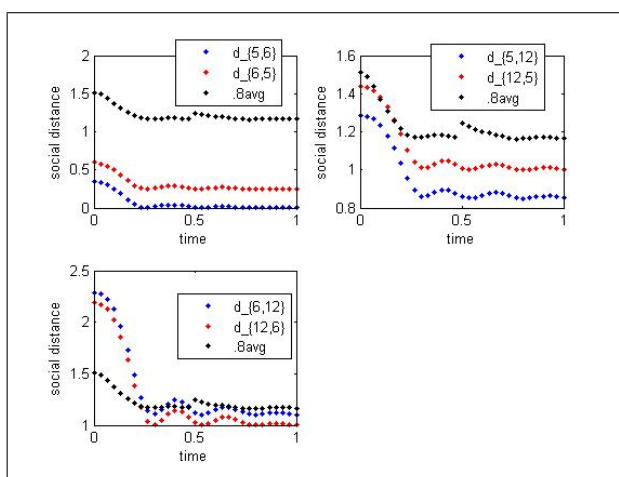 2
1.5
1
0.5
0
social distance
d_{5,6}
d_{6,5}
.8avg
0
0.5
1
time
1.6
1.4
1.2
1
0.8
social distance
d_{5,12}
d_{12,5}
.8avg
0
0.5
1
time
2.5
2
1.5
1
social distance
d_{6,12}
d_{12,6}
.8avg
0
0.5
1
time